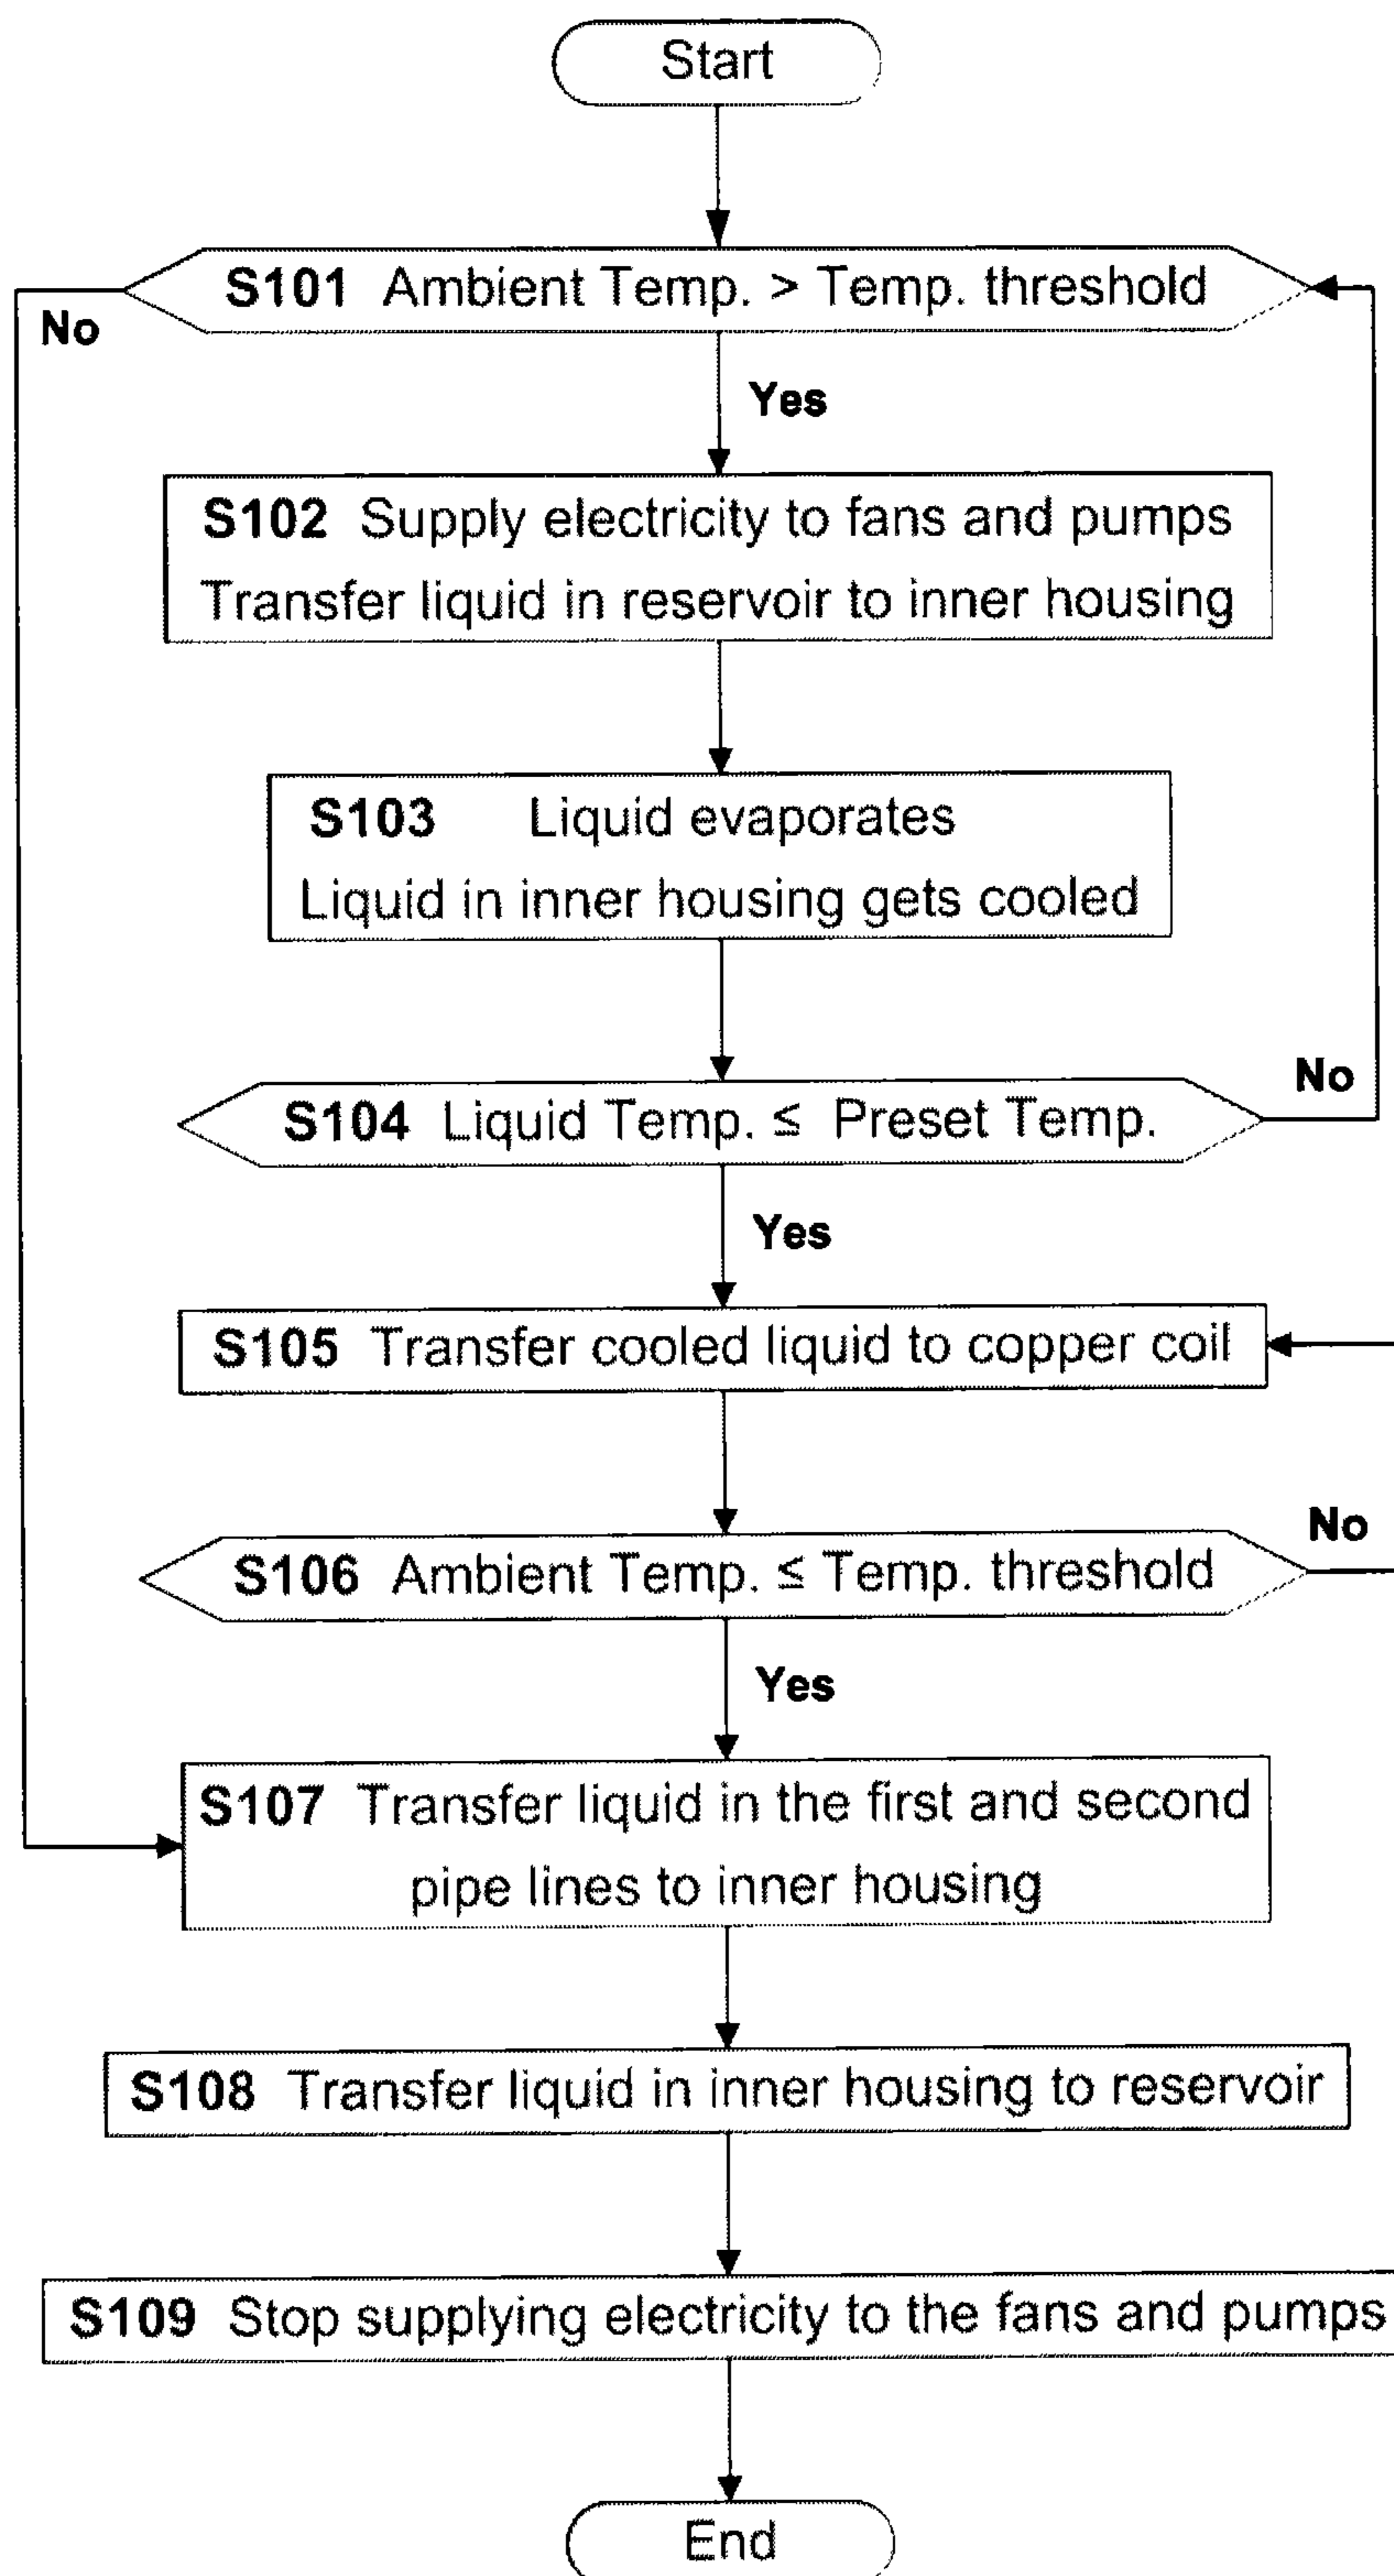 Start
S101 Ambient Temp. > Temp. threshold
No
Yes
S102 Supply electricity to fans and pumps
Transfer liquid in reservoir to inner housing
S103 Liquid evaporates
Liquid in inner housing gets cooled
No
S104 Liquid Temp. ≤ Preset Temp.
Yes
S105 Transfer cooled liquid to copper coil
No
S106 Ambient Temp. ≤ Temp. threshold
Yes
S107 Transfer liquid in the first and second
pipe lines to inner housing
S108 Transfer liquid in inner housing to reservoir
S109 Stop supplying electricity to the fans and pumps
End